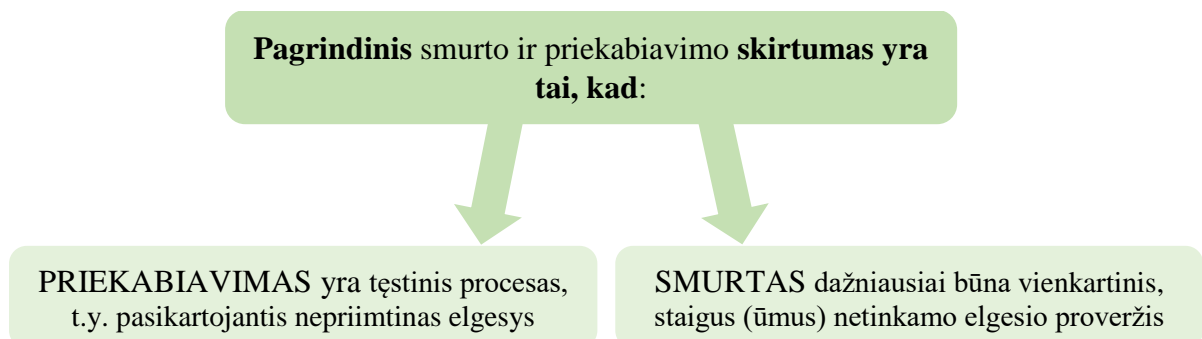 Pagrindinis smurto ir priekabiavimo skirtumas yra
tai, kad:
PRIEKABIAVIMAS yra tęstinis procesas,
t.y. pasikartojantis nepriimtinas elgesys
SMURTAS dažniausiai būna vienkartinis,
staigus (ūmus) netinkamo elgesio proveržis